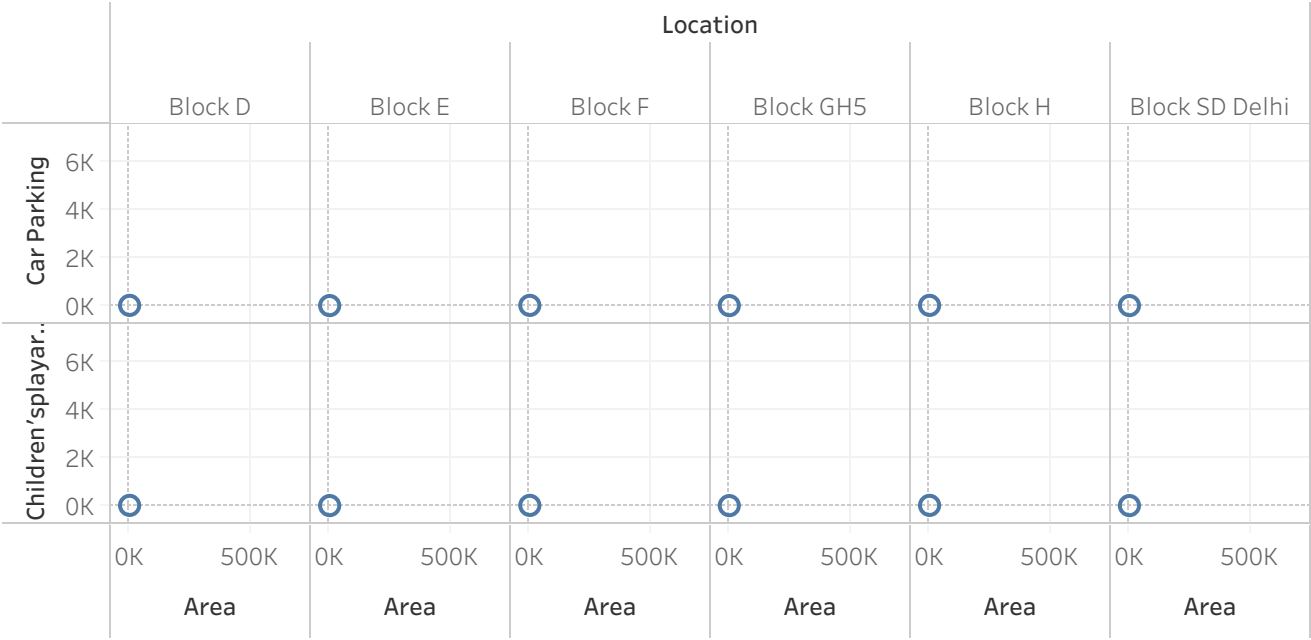 Location
Block D Block E Block F Block GH5 Block H Block SD Delhi
Car Parking
6K
4K
2K
0K
Children'splayar..
6K
4K
2K
0K
0K 500K 0K 500K 0K 500K 0K 500K 0K 500K 0K 500K
Area Area Area Area Area Area